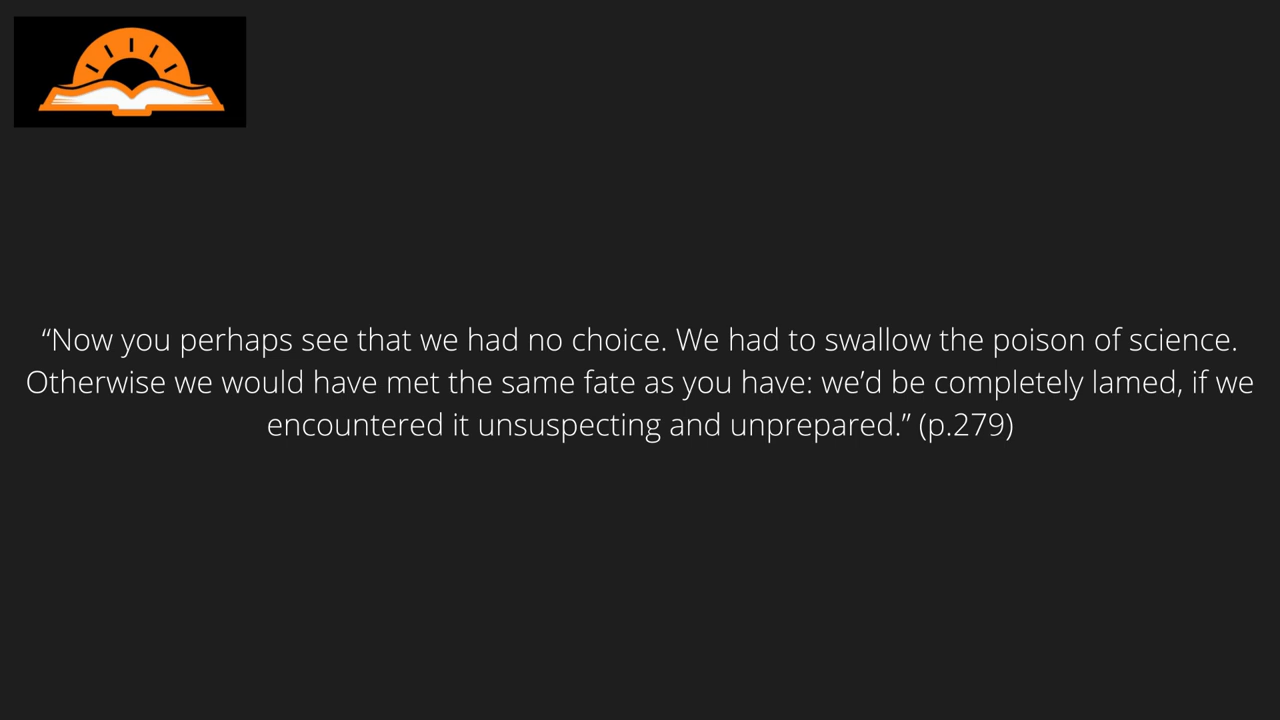 “Now you perhaps see that we had no choice. We had to swallow the poison of science.
Otherwise we would have met the same fate as you have: we’d be completely lamed, if we
encountered it unsuspecting and unprepared.” (p.279)